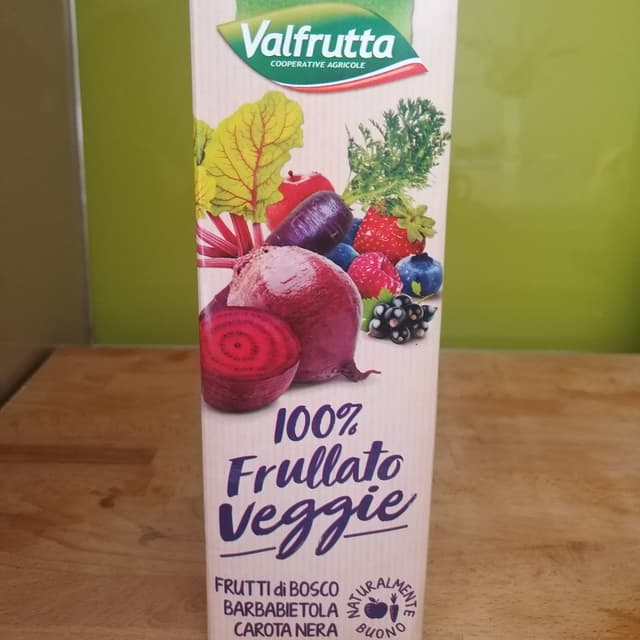 Valfrutta
COOPERATIVE AGRICOLE
100%
Frullato
Veggie
FRUTTI di BOSCO
BARBABIETOLA
CAROTA NERA
NATURALMENTE
BUONO